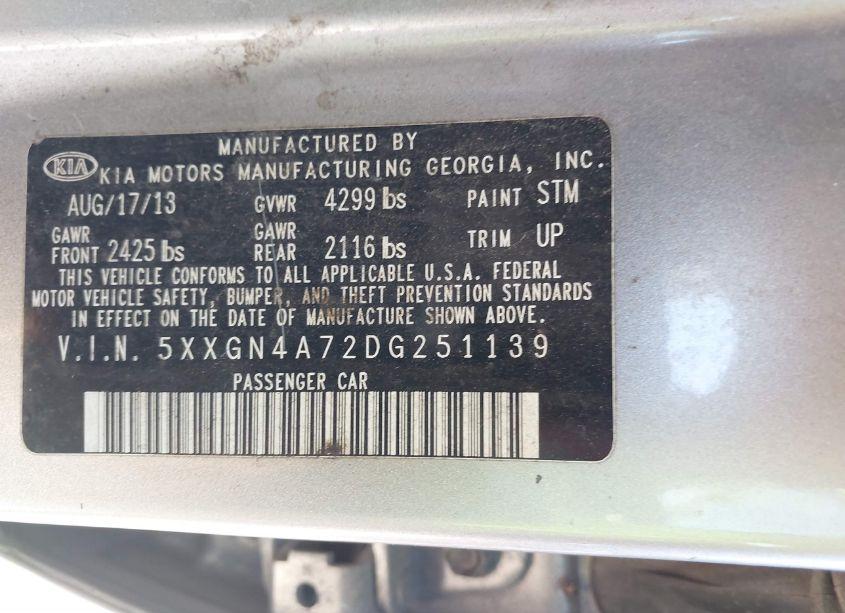 MANUFACTURED BY
KIA KIA MOTORS MANUFACTURING GEORGIA, INC.
AUG/17/13 GVWR 4299 lbs PAINT STM
GAWR FRONT 2425 lbs GAWR REAR 2116 lbs TRIM UP
THIS VEHICLE CONFORMS TO ALL APPLICABLE U.S.A. FEDERAL
MOTOR VEHICLE SAFETY, BUMPER, AND THEFT PREVENTION STANDARDS
IN EFFECT ON THE DATE OF MANUFACTURE SHOWN ABOVE.
V.I.N. 5XXGN4A72DG251139
PASSENGER CAR